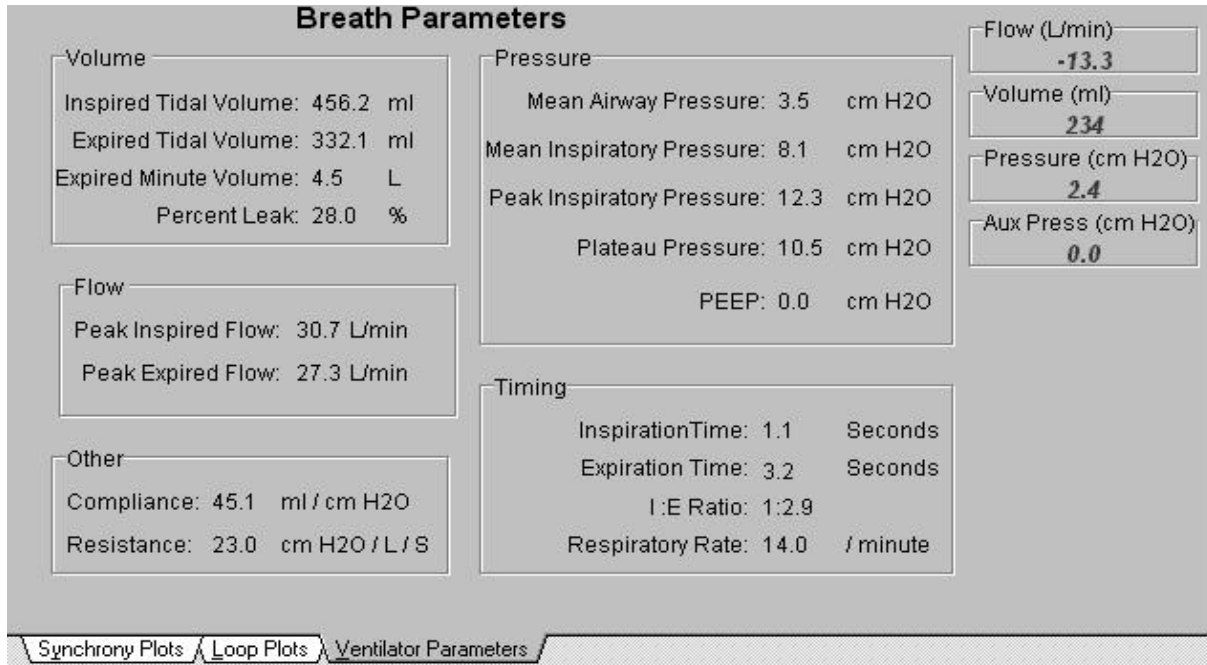 Breath Parameters
Volume
Inspired Tidal Volume: 456.2 ml
Expired Tidal Volume: 332.1 ml
Expired Minute Volume: 4.5 L
Percent Leak: 28.0 %
Flow
Peak Inspired Flow: 30.7 L/min
Peak Expired Flow: 27.3 L/min
Other
Compliance: 45.1 ml / cm H2O
Resistance: 23.0 cm H2O / L / S
Pressure
Mean Airway Pressure: 3.5 cm H2O
Mean Inspiratory Pressure: 8.1 cm H2O
Peak Inspiratory Pressure: 12.3 cm H2O
Plateau Pressure: 10.5 cm H2O
PEEP: 0.0 cm H2O
Timing
InspirationTime: 1.1 Seconds
Expiration Time: 3.2 Seconds
I :E Ratio: 1:2.9
Respiratory Rate: 14.0 / minute
Flow (L/min)
-13.3
Volume (ml)
234
Pressure (cm H2O)
2.4
Aux Press (cm H2O)
0.0
Synchrony Plots
Loop Plots
Ventilator Parameters